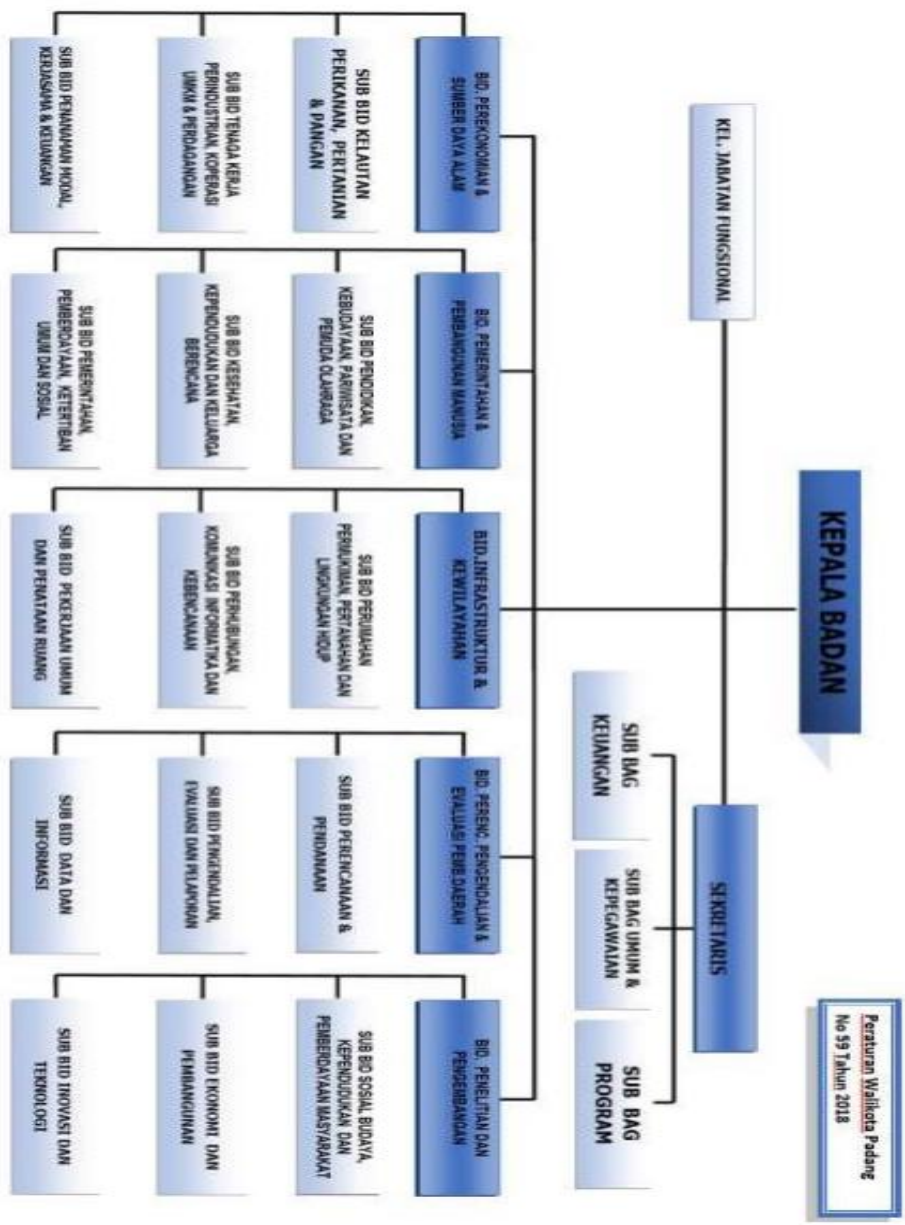 Peraturan Walikota Padang
No 59 Tahun 2018
KEPALA BADAN
KEL. JABATAN FUNGSIONAL
SEKRETARIS
SUB BAG
KEUANGAN
SUB BAG UMUM &
KEPEGAWAIAN
SUB BAG
PROGRAM
BID. PEREKONOMIAN &
SUMBER DAYA ALAM
SUB BID KELAUTAN
PERIKANAN, PERTANIAN
& PANGAN
SUB BID TENAGA KERJA
PERINDUSTRIAN, KOPERASI
UMKM & PERDAGANGAN
SUB BID PENANAMAN MODAL,
KERJASAMA & KEUANGAN
BID. PEMERINTAHAN &
PEMBANGUNAN MANUSIA
SUB BID PENDIDIKAN,
KEBUDAYAAN, PARIWISATA DAN
PEMUDA OLAHRAGA
SUB BID KESEHATAN,
KEPENDUDUKAN DAN KELUARGA
BERENCANA
SUB BID PEMERINTAHAN,
PEMBERDAYAAN, KETERTIBAN
UMUM DAN SOSIAL
BID.INFRASTRUKTUR &
KEWILAYAHAN
SUB BID PERUMAHAN
PERMUKIMAN, PERTANAHAN DAN
LINGKUNGAN HIDUP
SUB BID PERHUBUNGAN,
KOMUNIKASI INFORMATIKA DAN
KEBENCANAAN
SUB BID PEKERJAAN UMUM
DAN PENATAAN RUANG
BID. PERENC. PENGENDALIAN &
EVALUASI PEMB.DAERAH
SUB BID PERENCANAAN &
PENDANAAN
SUB BID PENGENDALIAN,
EVALUASI DAN PELAPORAN
SUB BID DATA DAN
INFORMASI
BID. PENELITIAN DAN
PENGEMBANGAN
SUB BID SOSIAL BUDAYA,
KEPENDUDUKAN DAN
PEMBERDAYAAN MASYARAKAT
SUB BID EKONOMI DAN
PEMBANGUNAN
SUB BID INOVASI DAN
TEKNOLOGI